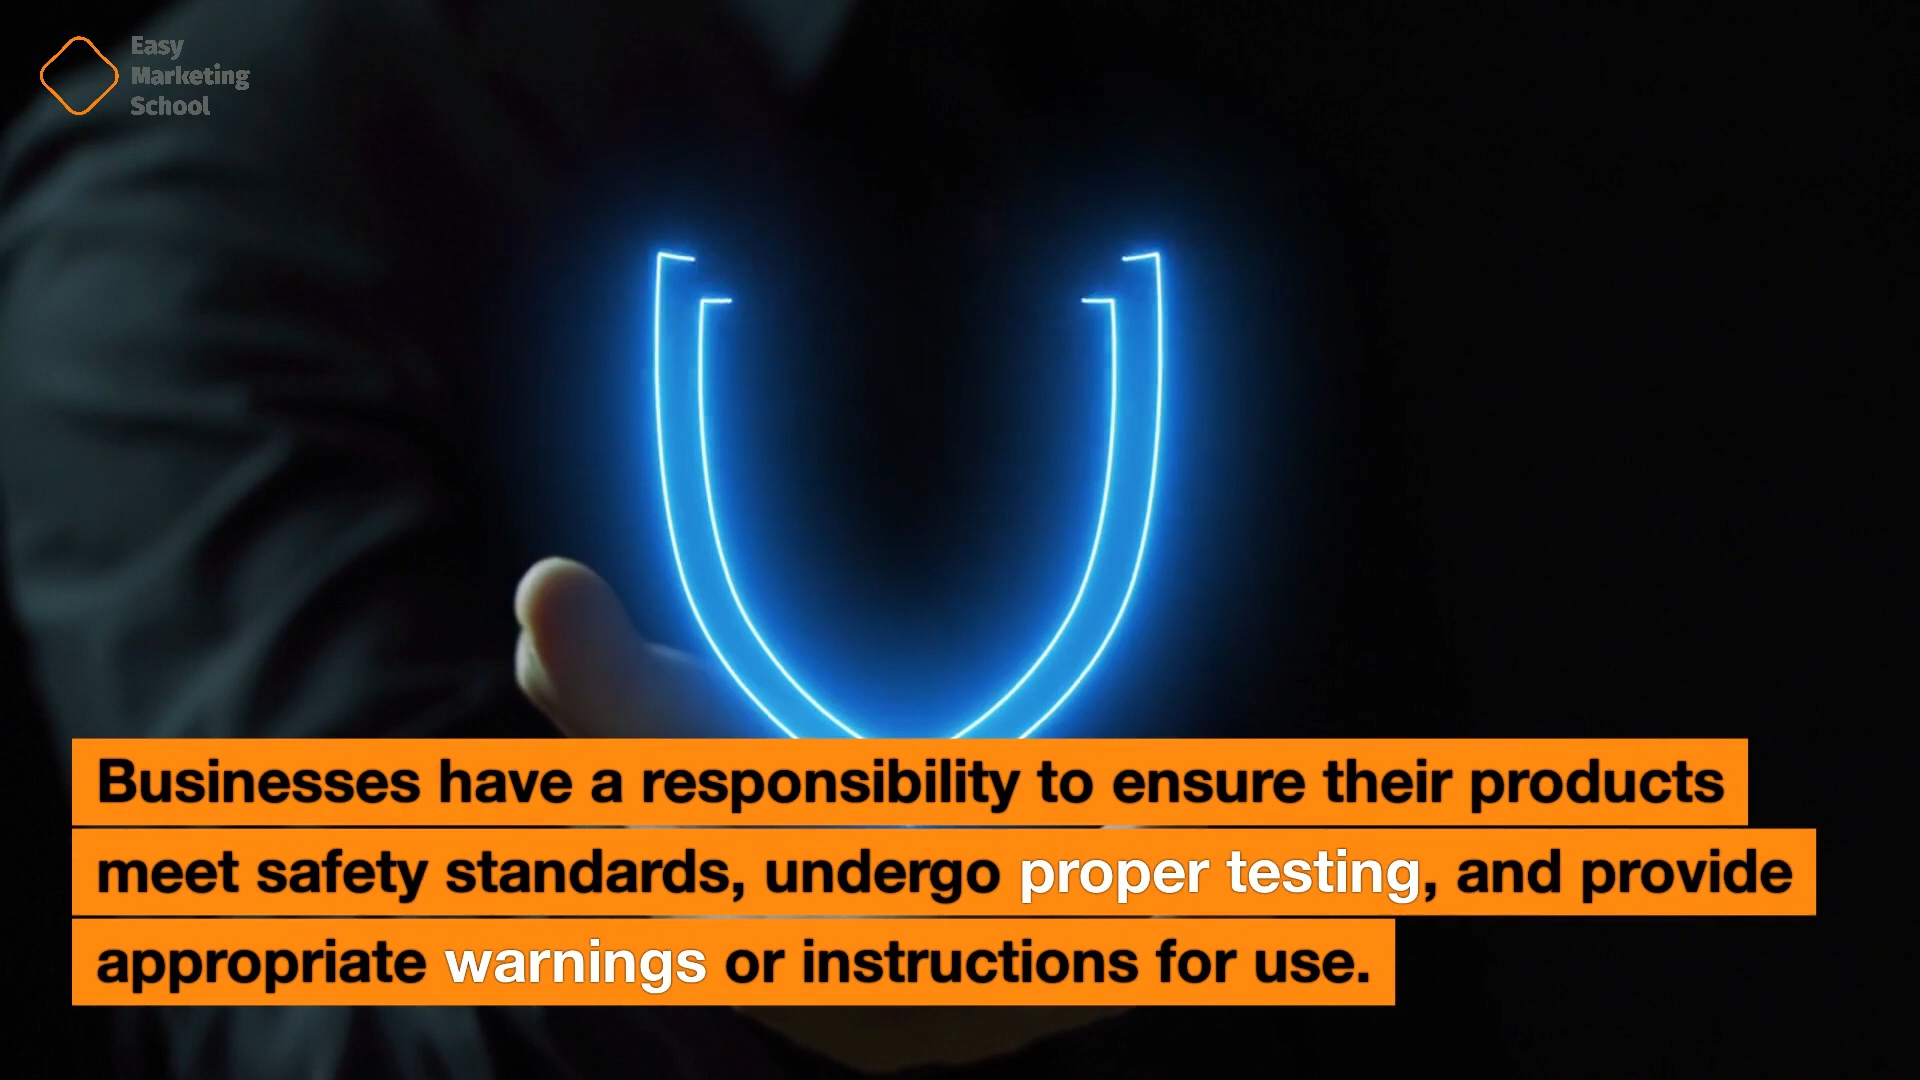 Easy
Marketing
School
Businesses have a responsibility to ensure their products
meet safety standards, undergo proper testing, and provide
appropriate warnings or instructions for use.